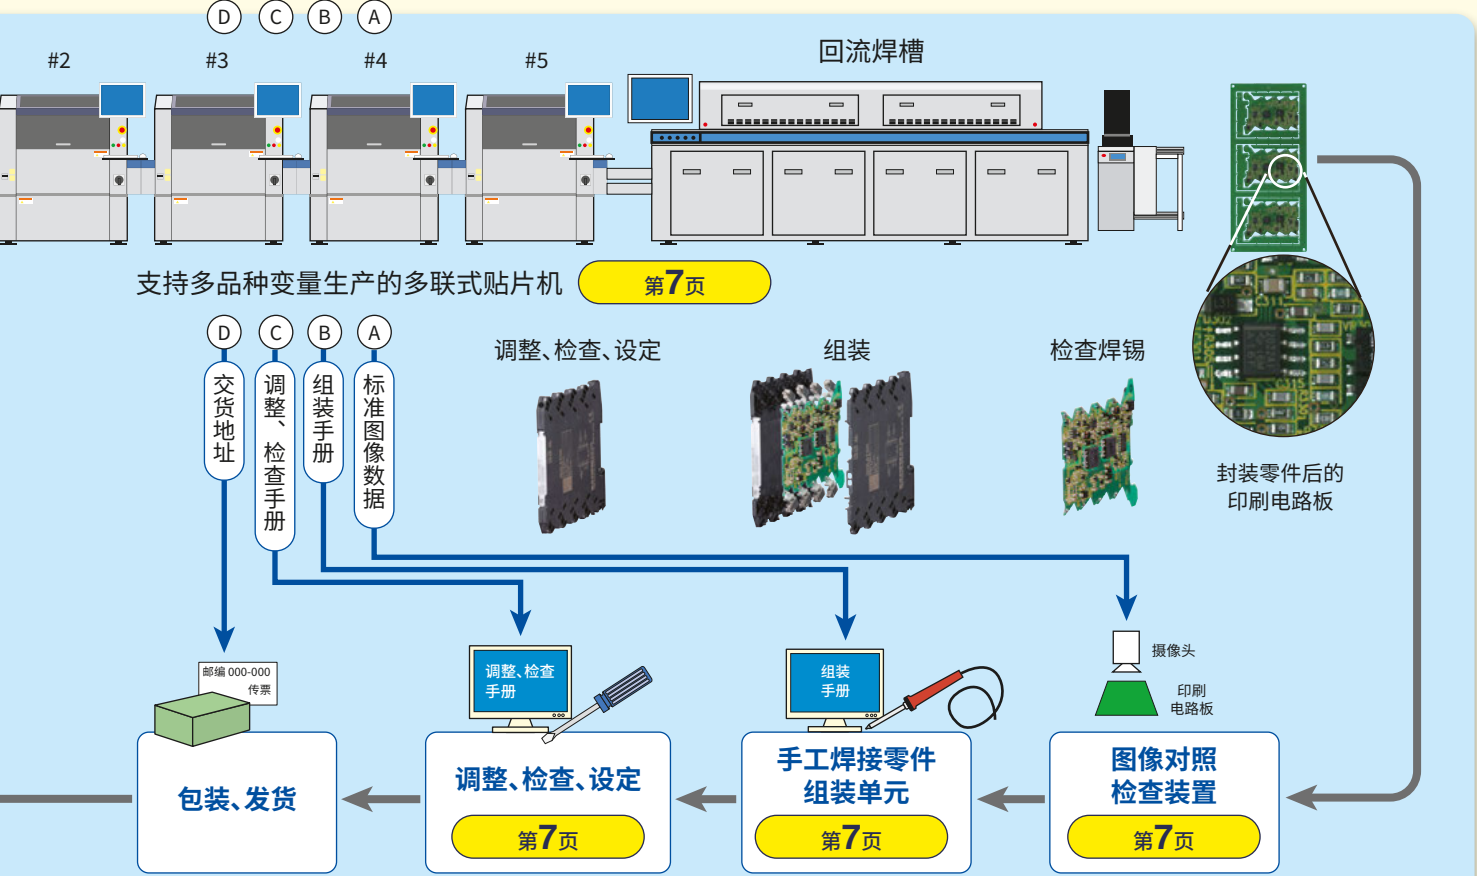 D C B A
#2 #3 #4 #5 回流焊槽
支持多品种变量生产的多联式贴片机 第7页
D C B A
交货地址
调整、检查手册
组装手册
标准图像数据
调整、检查、设定
组装
检查焊锡
封装零件后的
印刷电路板
邮编 000-000
传票
调整、检查
手册
组装
手册
摄像头
印刷
电路板
包装、发货
调整、检查、设定
第7页
手工焊接零件
组装单元
第7页
图像对照
检查装置
第7页